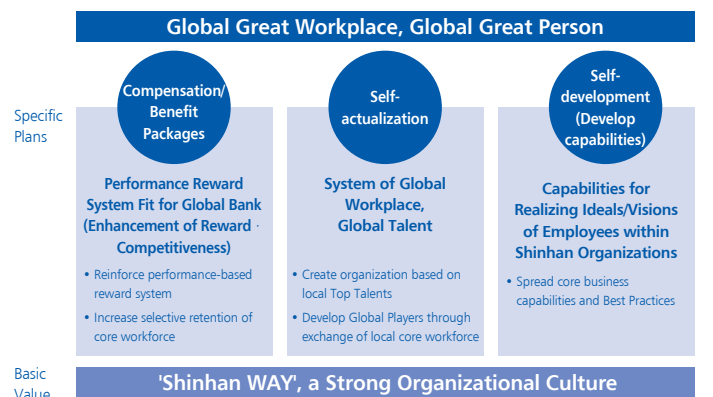 Global Great Workplace, Global Great Person
Specific
Plans
Compensation/
Benefit
Packages
Performance Reward
System Fit for Global Bank
(Enhancement of Reward ·
Competitiveness)
• Reinforce performance-based
reward system
• Increase selective retention of
core workforce
Self-
actualization
System of Global
Workplace,
Global Talent
• Create organization based on
local Top Talents
• Develop Global Players through
exchange of local core workforce
Self-
development
(Develop
capabilities)
Capabilities for
Realizing Ideals/Visions
of Employees within
Shinhan Organizations
• Spread core business
capabilities and Best Practices
Basic
Value
'Shinhan WAY', a Strong Organizational Culture